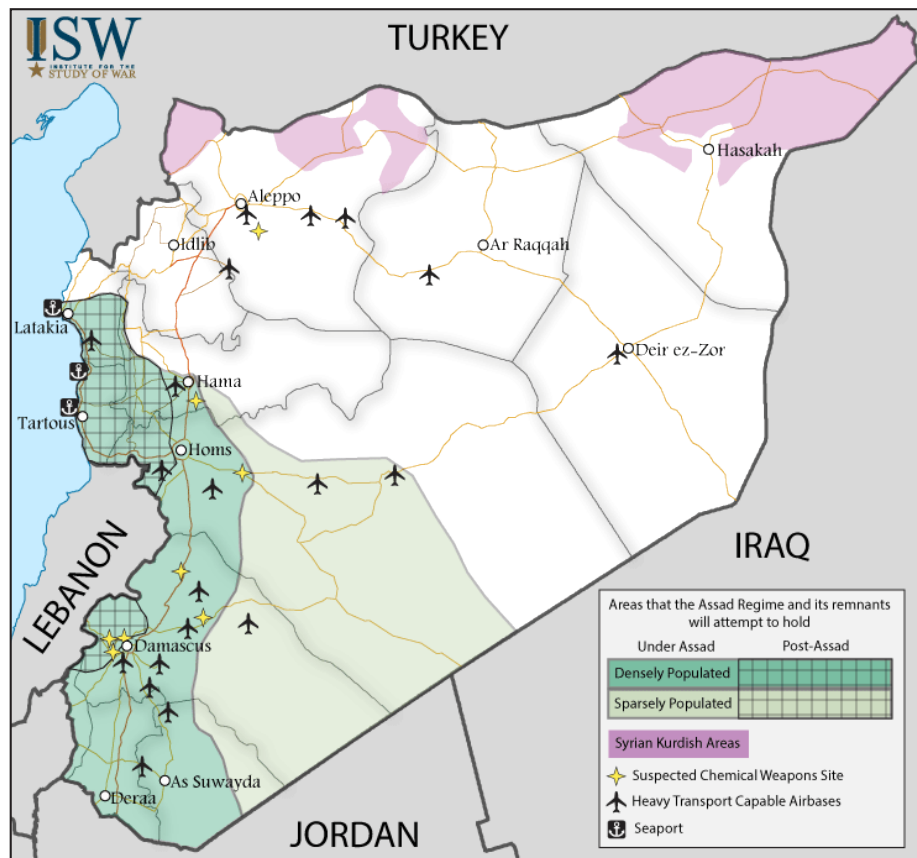 ISW
INSTITUTE FOR THE
STUDY OF WAR
TURKEY
Hasakah
Aleppo
Idlib
Ar Raqqah
Latakia
Deir ez-Zor
Hama
Tartous
Homs
IRAQ
LEBANON
Damascus
As Suwayda
Deraa
JORDAN
Areas that the Assad Regime and its remnants
will attempt to hold
Under Assad
Post-Assad
Densely Populated
Sparsely Populated
Syrian Kurdish Areas
Suspected Chemical Weapons Site
Heavy Transport Capable Airbases
Seaport